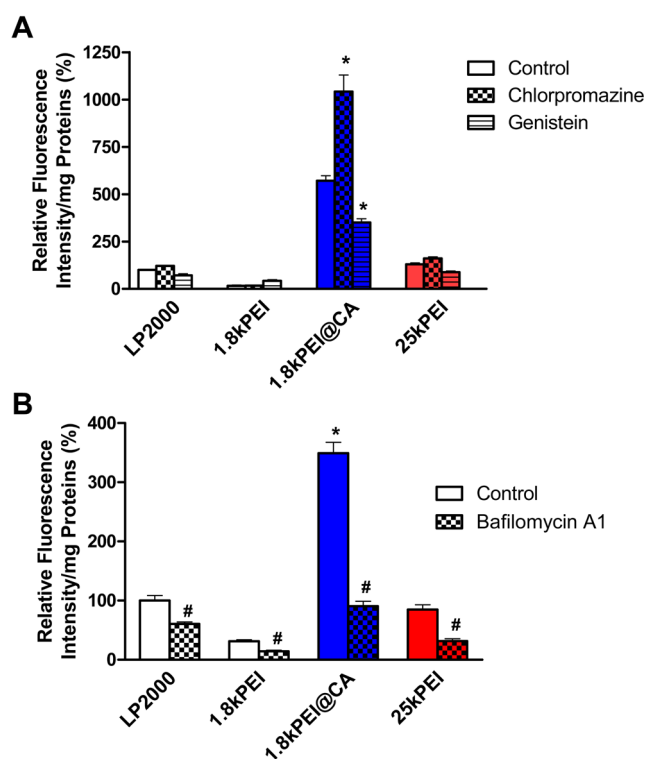 A
Relative Fluorescence
Intensity/mg Proteins (%)
1250
1000
750
500
250
0
*
*
Control
Chlorpromazine
Genistein
LP2000
1.8kPEI
1.8kPEI@CA
25kPEI
B
Relative Fluorescence
Intensity/mg Proteins (%)
400
300
200
100
0
*
#
#
#
#
Control
Bafilomycin A1
LP2000
1.8kPEI
1.8kPEI@CA
25kPEI